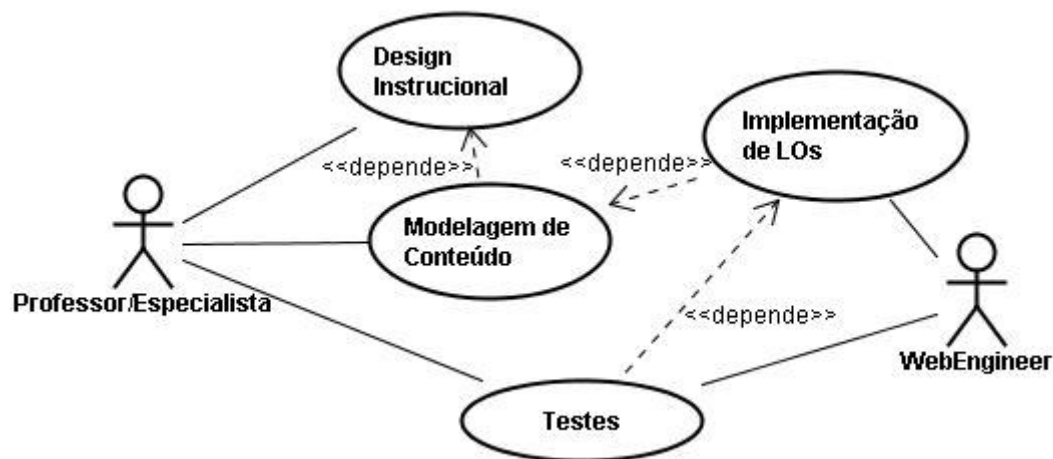 Design
Instrucional
Implementação
de LOs
<<depende>>
<<depende>>
Modelagem de
Conteúdo
Professor/Especialista
<<depende>>
WebEngineer
Testes